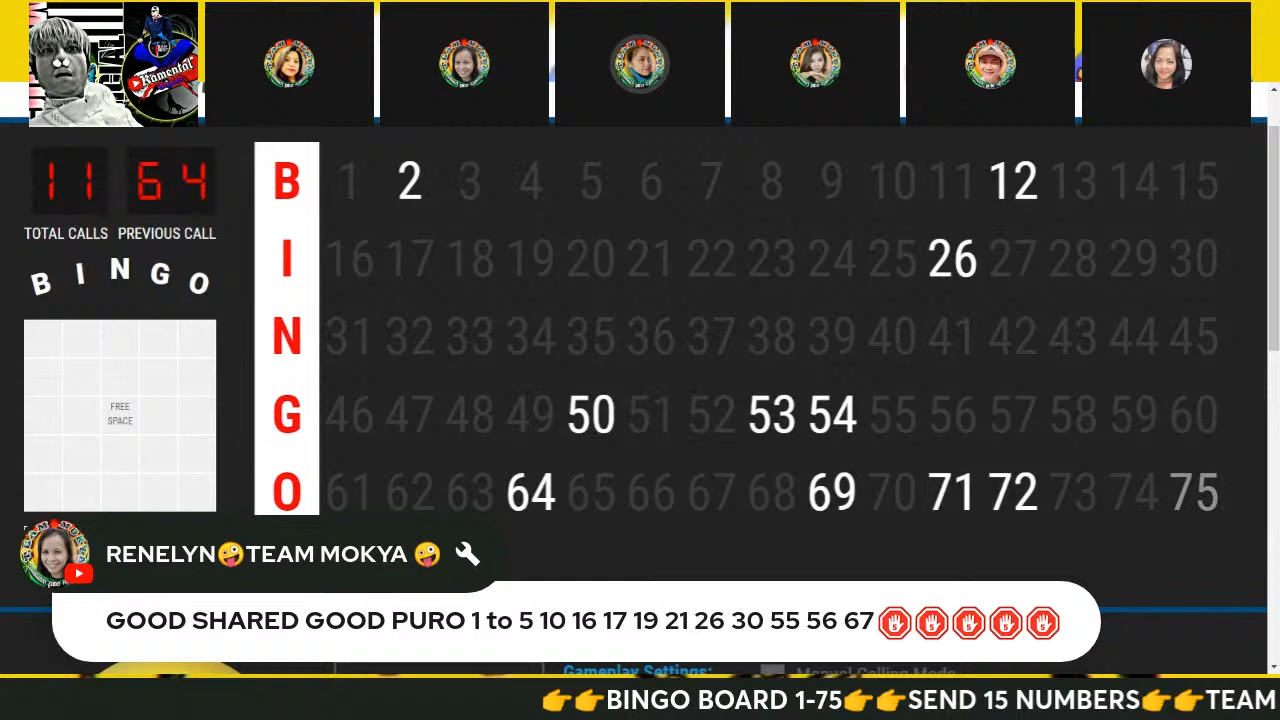 Kamental
11 64
TOTAL CALLS PREVIOUS CALL
BINGO
FREE
SPACE
B 1 2 3 4 5 6 7 8 9 10 11 12 13 14 15
I 16 17 18 19 20 21 22 23 24 25 26 27 28 29 30
N 31 32 33 34 35 36 37 38 39 40 41 42 43 44 45
G 46 47 48 49 50 51 52 53 54 55 56 57 58 59 60
O 61 62 63 64 65 66 67 68 69 70 71 72 73 74 75
RENELYN🤪TEAM MOKYA 🤪 🔧
GOOD SHARED GOOD PURO 1 to 5 10 16 17 19 21 26 30 55 56 67
Gameplay Settings:
Manual Calling Mode
👉👉BINGO BOARD 1-75👉👉SEND 15 NUMBERS👉👉TEAM